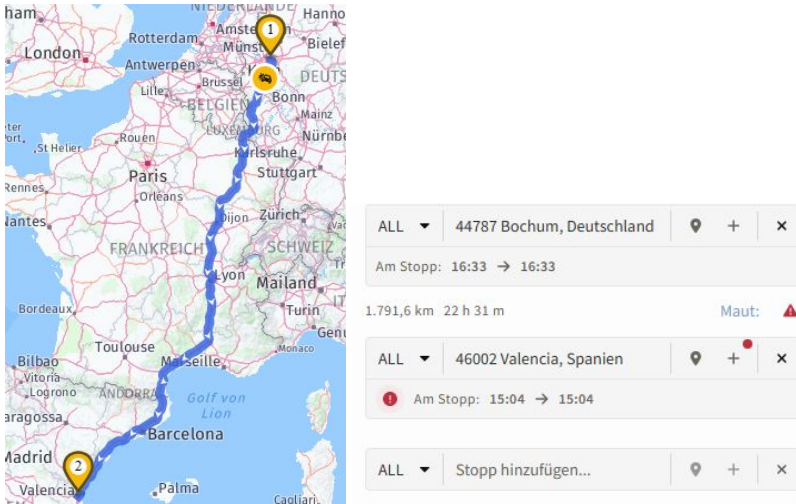 ham
NIEDERLANDE
Hanno
Amste
1
Rotterdam
Münst
Bielef
London
Antwerpen
DEUTS
Lille
Brüssel
Bonn
BELGIEN
Mainz
Rouen
LUXEMBURG
Nürnbe
Port.
St Helier
Karlsruhe
Paris
Stuttgart
Rennes
Orléans
Nantes
Dijon
Zürich
FRANKREICH
SCHWEIZ
Lyon
Mailand
Bordeaux
Turin
Genu
Toulouse
Marseille
Monaco
Bilbao
Vitoria
Logrono
ANDORRA
Golf von
Lion
aragossa
Barcelona
Madrid
2
Valencia
Palma
Cagliari
ALL 44787 Bochum, Deutschland + ×
Am Stopp: 16:33 → 16:33
1.791,6 km 22 h 31 m Maut:
ALL 46002 Valencia, Spanien + ×
Am Stopp: 15:04 → 15:04
ALL Stopp hinzufügen... + ×